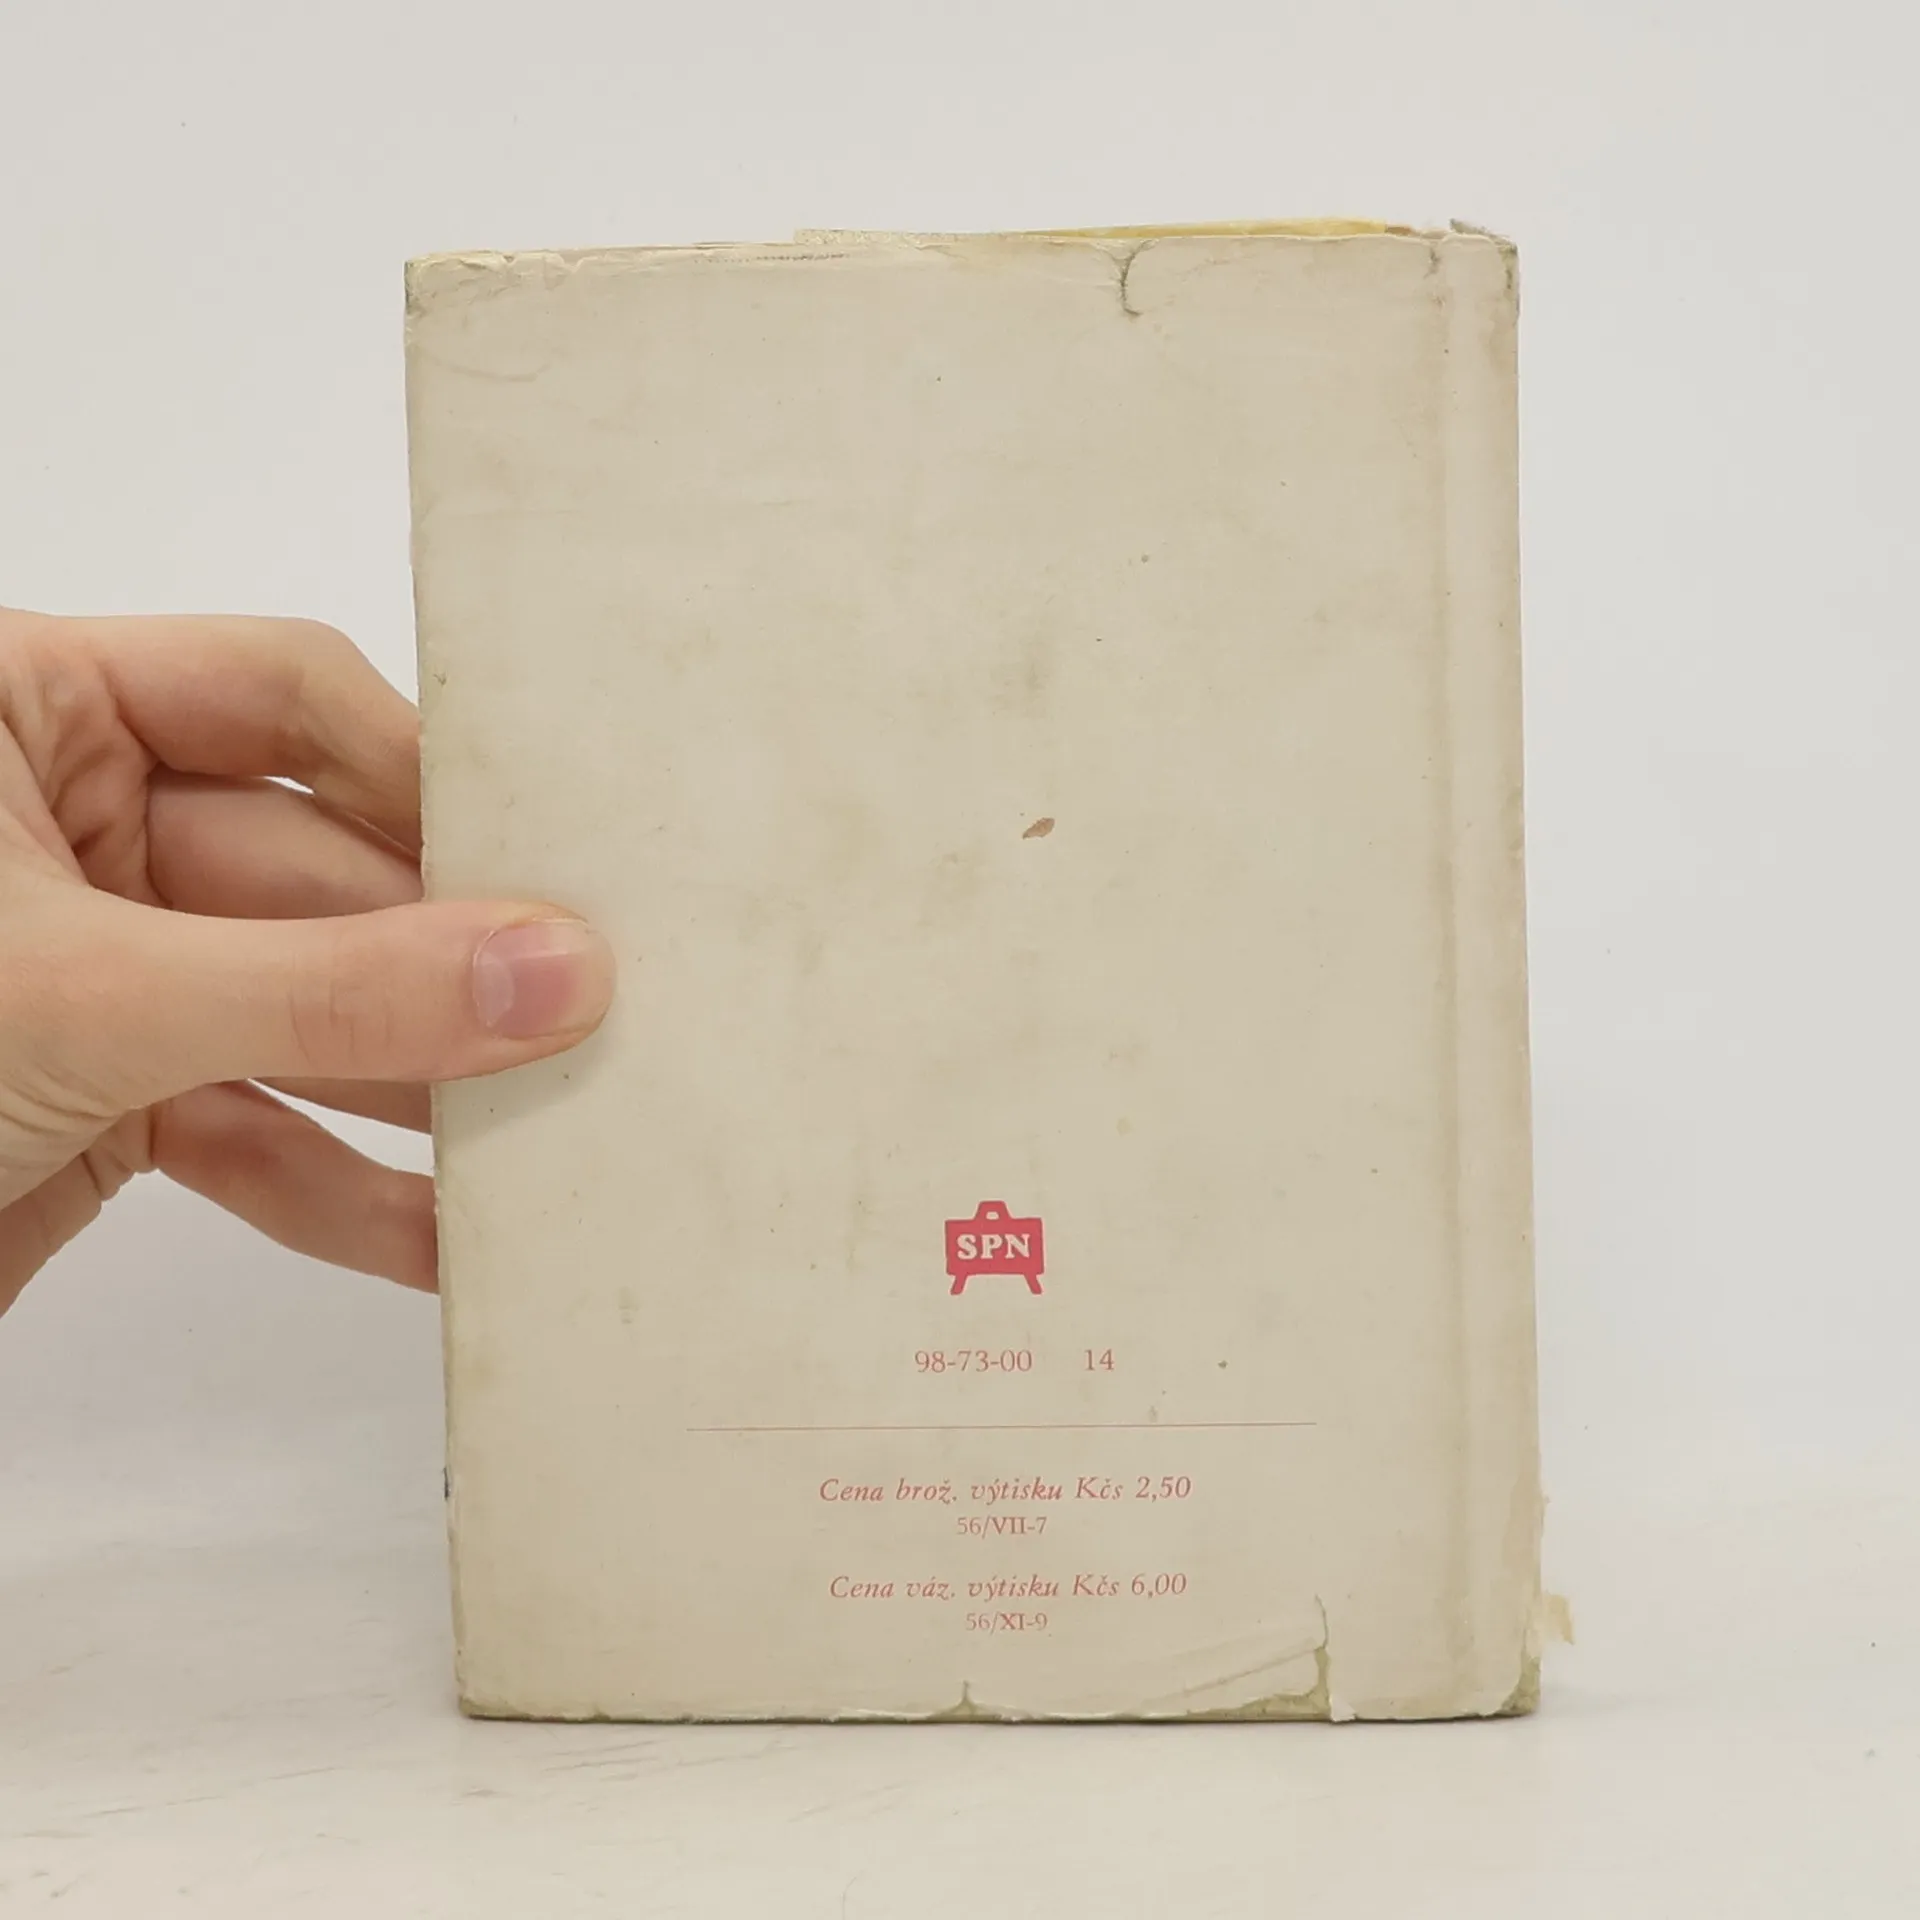 SPN
98-73-00 14
Cena brož. výtisku Kčs 2,50
56/VII-7
Cena váz. výtisku Kčs 6,00
56/XI-9